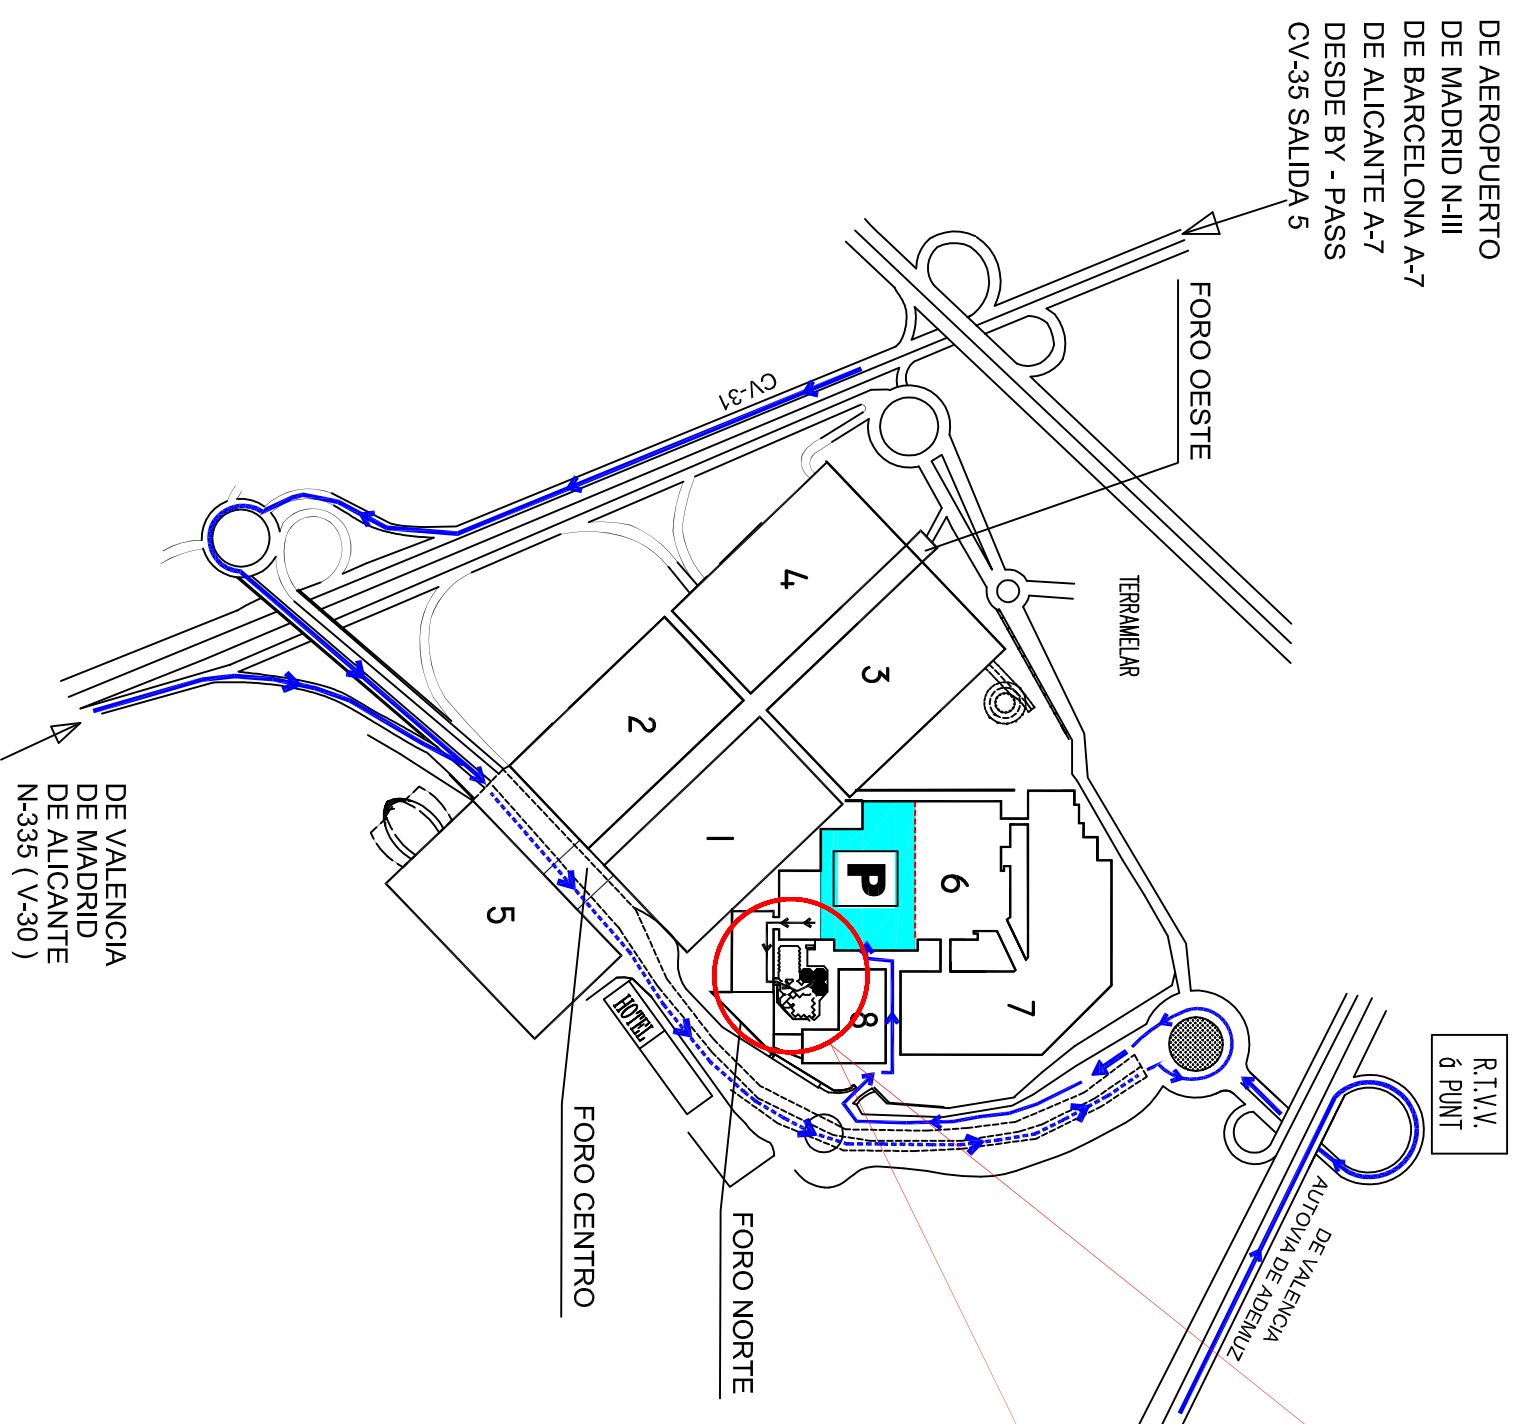 DE AEROPUERTO
DE MADRID N-III
DE BARCELONA A-7
DE ALICANTE A-7
DESDE BY - PASS
CV-35 SALIDA 5
FORO OESTE
CV-31
TERRAMELAR
4
3
2
1
P
6
7
8
5
HOTEL
R.T.V.V.
á PUNT
DE VALENCIA
AUTOVIA DE ADEMUZ
FORO NORTE
FORO CENTRO
DE VALENCIA
DE MADRID
DE ALICANTE
N-335 ( V-30 )